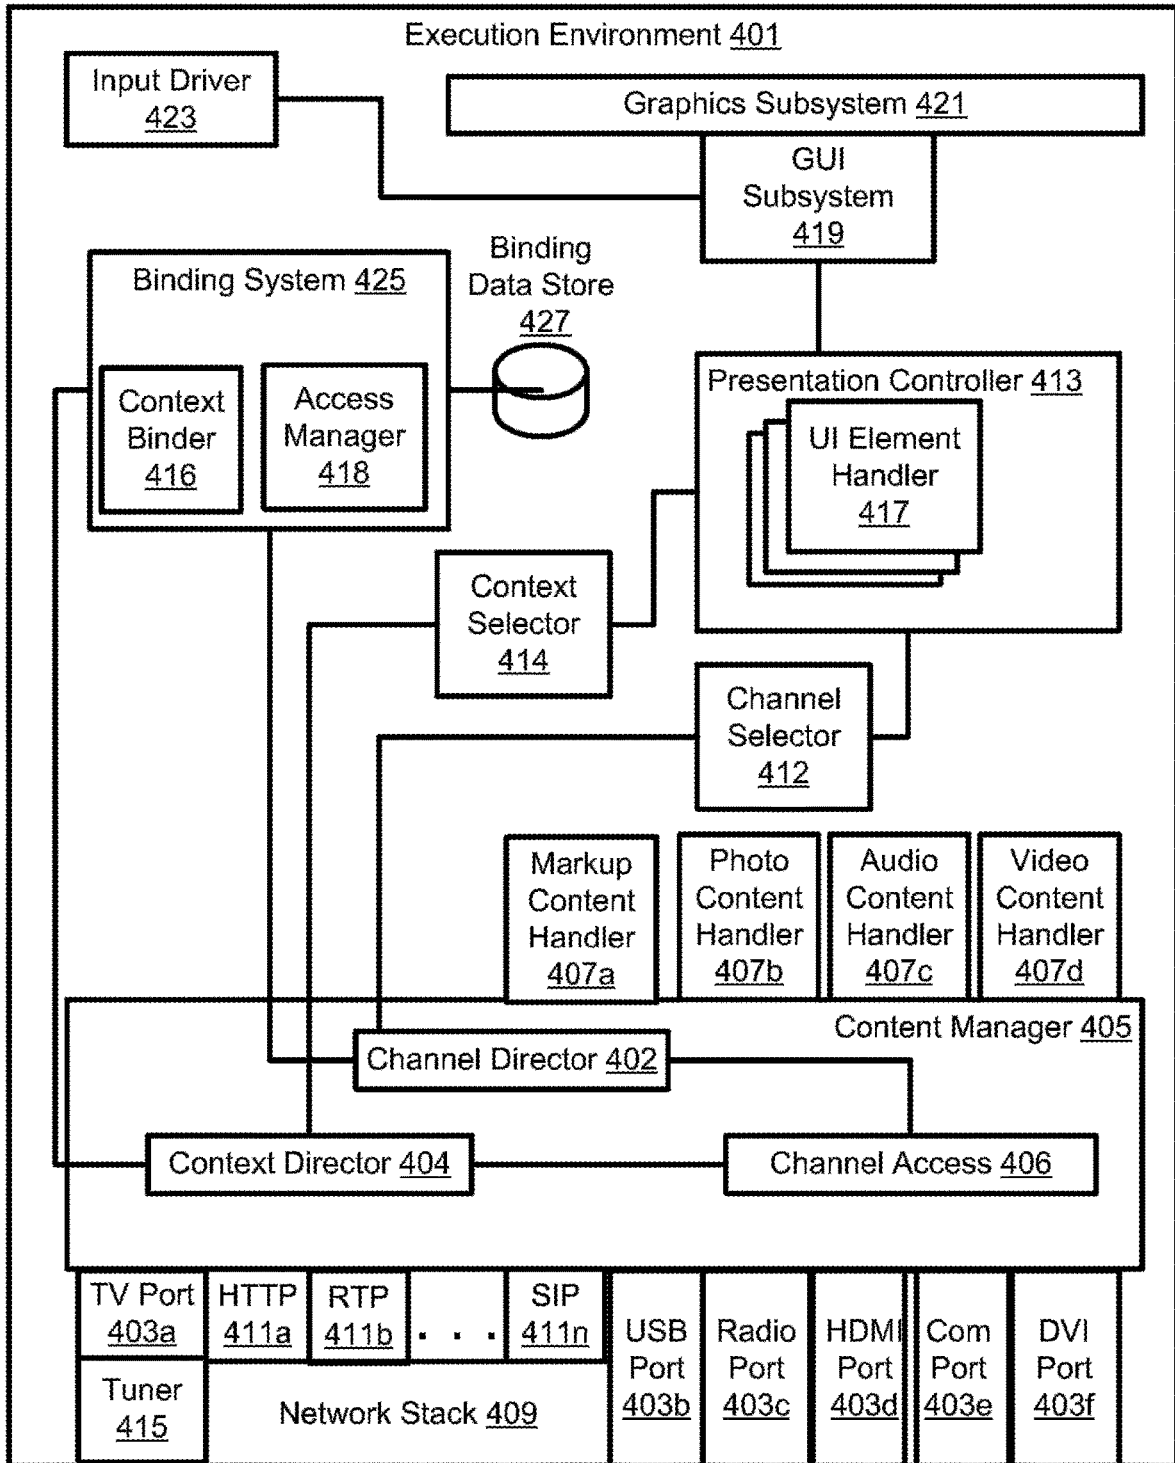 Execution Environment 401
Input Driver
423
Graphics Subsystem 421
GUI
Subsystem
419
Binding System 425
Binding
Data Store
427
Context
Binder
416
Access
Manager
418
Presentation Controller 413
UI Element
Handler
417
Context
Selector
414
Channel
Selector
412
Markup
Content
Handler
407a
Photo
Content
Handler
407b
Audio
Content
Handler
407c
Video
Content
Handler
407d
Content Manager 405
Channel Director 402
Context Director 404
Channel Access 406
TV Port
403a
HTTP
411a
RTP
411b
. . .
SIP
411n
Tuner
415
Network Stack 409
USB
Port
403b
Radio
Port
403c
HDMI
Port
403d
Com
Port
403e
DVI
Port
403f